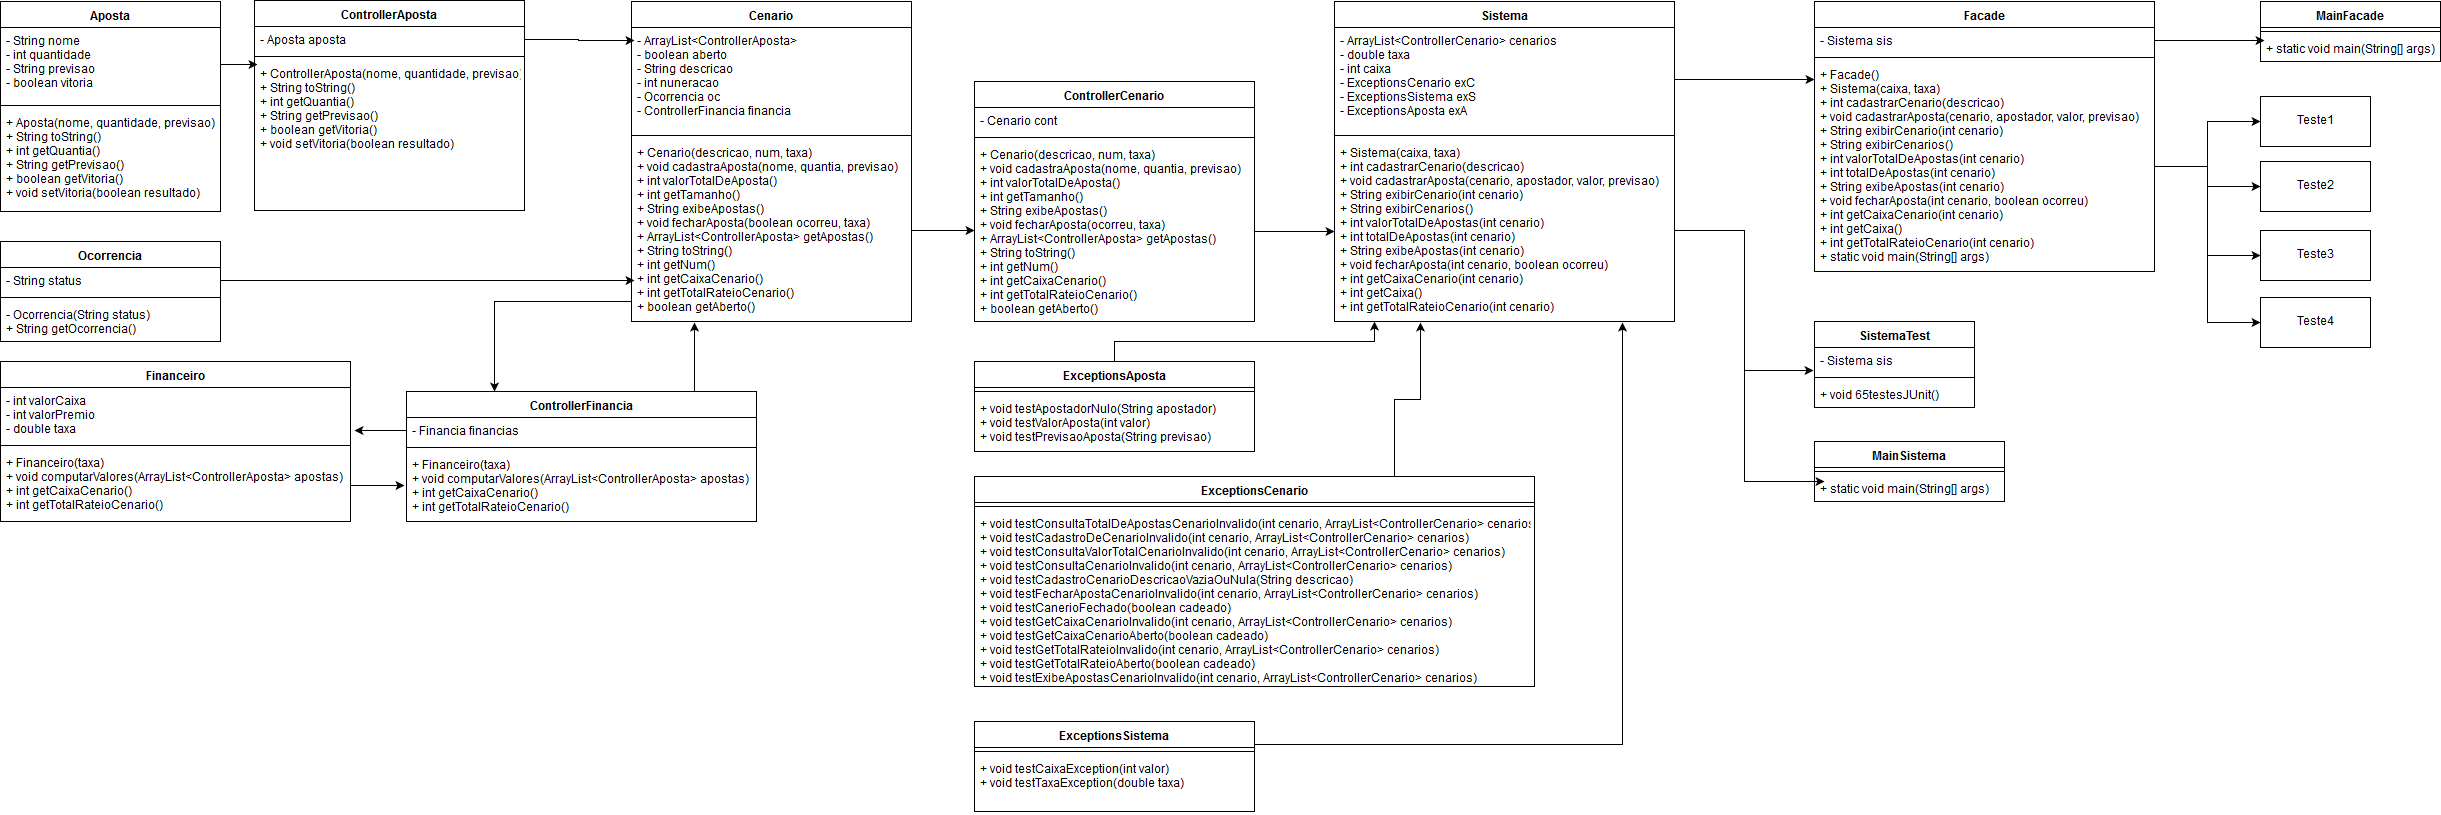 Aposta
- String nome
- int quantidade
- String previsao
- boolean vitoria
+ Aposta(nome, quantidade, previsao)
+ String toString()
+ int getQuantia()
+ String getPrevisao()
+ boolean getVitoria()
+ void setVitoria(boolean resultado)
ControllerAposta
- Aposta aposta
+ ControllerAposta(nome, quantidade, previsao)
+ String toString()
+ int getQuantia()
+ String getPrevisao()
+ boolean getVitoria()
+ void setVitoria(boolean resultado)
Ocorrencia
- String status
- Ocorrencia(String status)
+ String getOcorrencia()
Financeiro
- int valorCaixa
- int valorPremio
- double taxa
+ Financeiro(taxa)
+ void computarValores(ArrayList<ControllerAposta> apostas)
+ int getCaixaCenario()
+ int getTotalRateioCenario()
ControllerFinancia
- Financia financias
+ Financeiro(taxa)
+ void computarValores(ArrayList<ControllerAposta> apostas)
+ int getCaixaCenario()
+ int getTotalRateioCenario()
Cenario
- ArrayList<ControllerAposta>
- boolean aberto
- String descricao
- int nuneracao
- Ocorrencia oc
- ControllerFinancia financia
+ Cenario(descricao, num, taxa)
+ void cadastraAposta(nome, quantia, previsao)
+ int valorTotalDeAposta()
+ int getTamanho()
+ String exibeApostas()
+ void fecharAposta(boolean ocorreu, taxa)
+ ArrayList<ControllerAposta> getApostas()
+ String toString()
+ int getNum()
+ int getCaixaCenario()
+ int getTotalRateioCenario()
+ boolean getAberto()
ControllerCenario
- Cenario cont
+ Cenario(descricao, num, taxa)
+ void cadastraAposta(nome, quantia, previsao)
+ int valorTotalDeAposta()
+ int getTamanho()
+ String exibeApostas()
+ void fecharAposta(ocorreu, taxa)
+ ArrayList<ControllerAposta> getApostas()
+ String toString()
+ int getNum()
+ int getCaixaCenario()
+ int getTotalRateioCenario()
+ boolean getAberto()
ExceptionsAposta
+ void testApostadorNulo(String apostador)
+ void testValorAposta(int valor)
+ void testPrevisaoAposta(String previsao)
ExceptionsCenario
+ void testConsultaTotalDeApostasCenarioInvalido(int cenario, ArrayList<ControllerCenario> cenarios
+ void testCadastroDeCenarioInvalido(int cenario, ArrayList<ControllerCenario> cenarios)
+ void testConsultaValorTotalCenarioInvalido(int cenario, ArrayList<ControllerCenario> cenarios)
+ void testConsultaCenarioInvalido(int cenario, ArrayList<ControllerCenario> cenarios)
+ void testCadastroCenarioDescricaoVaziaOuNula(String descricao)
+ void testFecharApostaCenarioInvalido(int cenario, ArrayList<ControllerCenario> cenarios)
+ void testCanerioFechado(boolean cadeado)
+ void testGetCaixaCenarioInvalido(int cenario, ArrayList<ControllerCenario> cenarios)
+ void testGetCaixaCenarioAberto(boolean cadeado)
+ void testGetTotalRateioInvalido(int cenario, ArrayList<ControllerCenario> cenarios)
+ void testGetTotalRateioAberto(boolean cadeado)
+ void testExibeApostasCenarioInvalido(int cenario, ArrayList<ControllerCenario> cenarios)
ExceptionsSistema
+ void testCaixaException(int valor)
+ void testTaxaException(double taxa)
Sistema
- ArrayList<ControllerCenario> cenarios
- double taxa
- int caixa
- ExceptionsCenario exC
- ExceptionsSistema exS
- ExceptionsAposta exA
+ Sistema(caixa, taxa)
+ int cadastrarCenario(descricao)
+ void cadastrarAposta(cenario, apostador, valor, previsao)
+ String exibirCenario(int cenario)
+ String exibirCenarios()
+ int valorTotalDeApostas(int cenario)
+ int totalDeApostas(int cenario)
+ String exibeApostas(int cenario)
+ void fecharAposta(int cenario, boolean ocorreu)
+ int getCaixaCenario(int cenario)
+ int getCaixa()
+ int getTotalRateioCenario(int cenario)
Facade
- Sistema sis
+ Facade()
+ Sistema(caixa, taxa)
+ int cadastrarCenario(descricao)
+ void cadastrarAposta(cenario, apostador, valor, previsao)
+ String exibirCenario(int cenario)
+ String exibirCenarios()
+ int valorTotalDeApostas(int cenario)
+ int totalDeApostas(int cenario)
+ String exibeApostas(int cenario)
+ void fecharAposta(int cenario, boolean ocorreu)
+ int getCaixaCenario(int cenario)
+ int getCaixa()
+ int getTotalRateioCenario(int cenario)
+ static void main(String[] args)
SistemaTest
- Sistema sis
+ void 65testesJUnit()
MainSistema
+ static void main(String[] args)
MainFacade
+ static void main(String[] args)
Teste1
Teste2
Teste3
Teste4